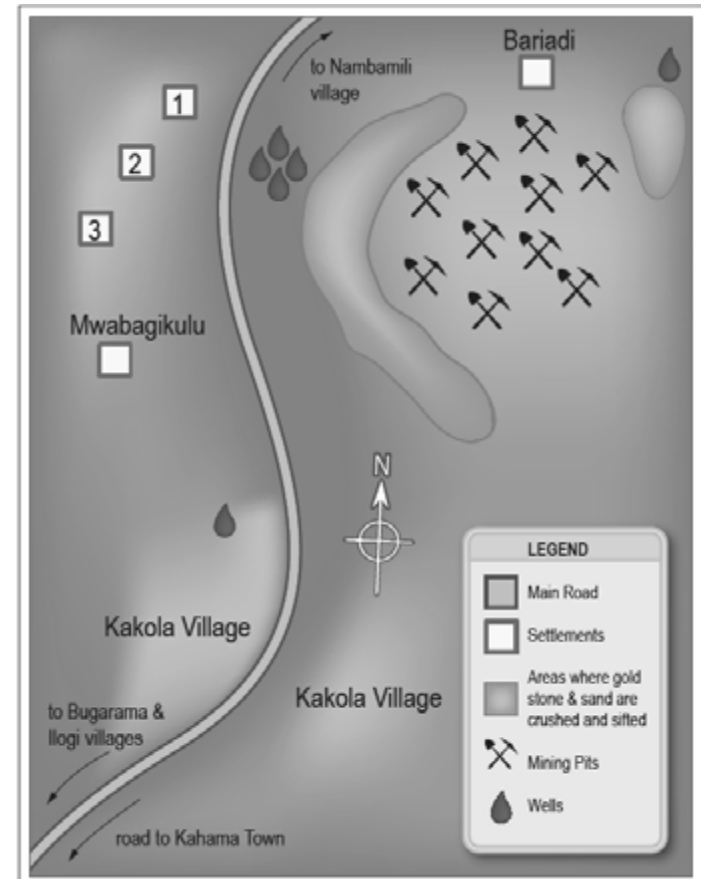 Bariadi
to Nambamili
village
1
2
3
Mwabagikulu
N
Kakola Village
Kakola Village
to Bugarama &
Ilogi villages
road to Kahama Town
LEGEND
Main Road
Settlements
Areas where gold
stone & sand are
crushed and sifted
Mining Pits
Wells